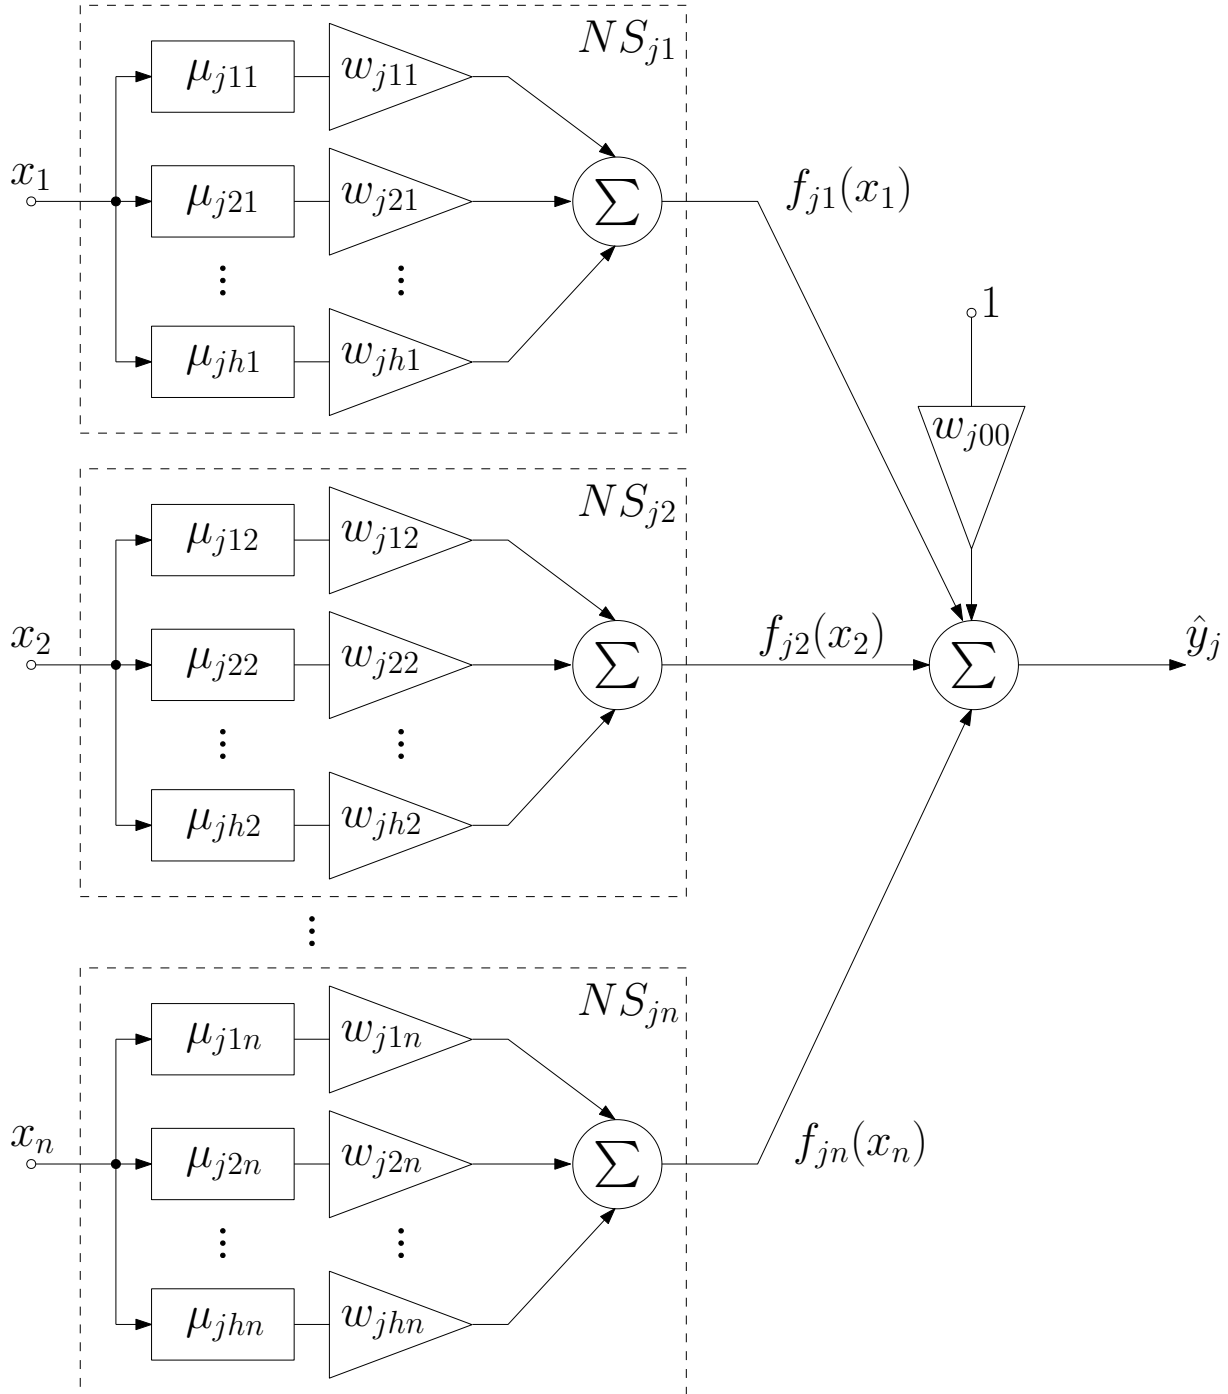 NS_{j1}
μ_{j11} w_{j11}
x_1 μ_{j21} w_{j21} Σ f_{j1}(x_1)
⋮ ⋮
1
μ_{jh1} w_{jh1}
w_{j00}
NS_{j2}
μ_{j12} w_{j12}
x_2 μ_{j22} w_{j22} Σ f_{j2}(x_2) Σ ŷ_j
⋮ ⋮
μ_{jh2} w_{jh2}
⋮
NS_{jn}
μ_{j1n} w_{j1n}
x_n μ_{j2n} w_{j2n} Σ f_{jn}(x_n)
⋮ ⋮
μ_{jhn} w_{jhn}